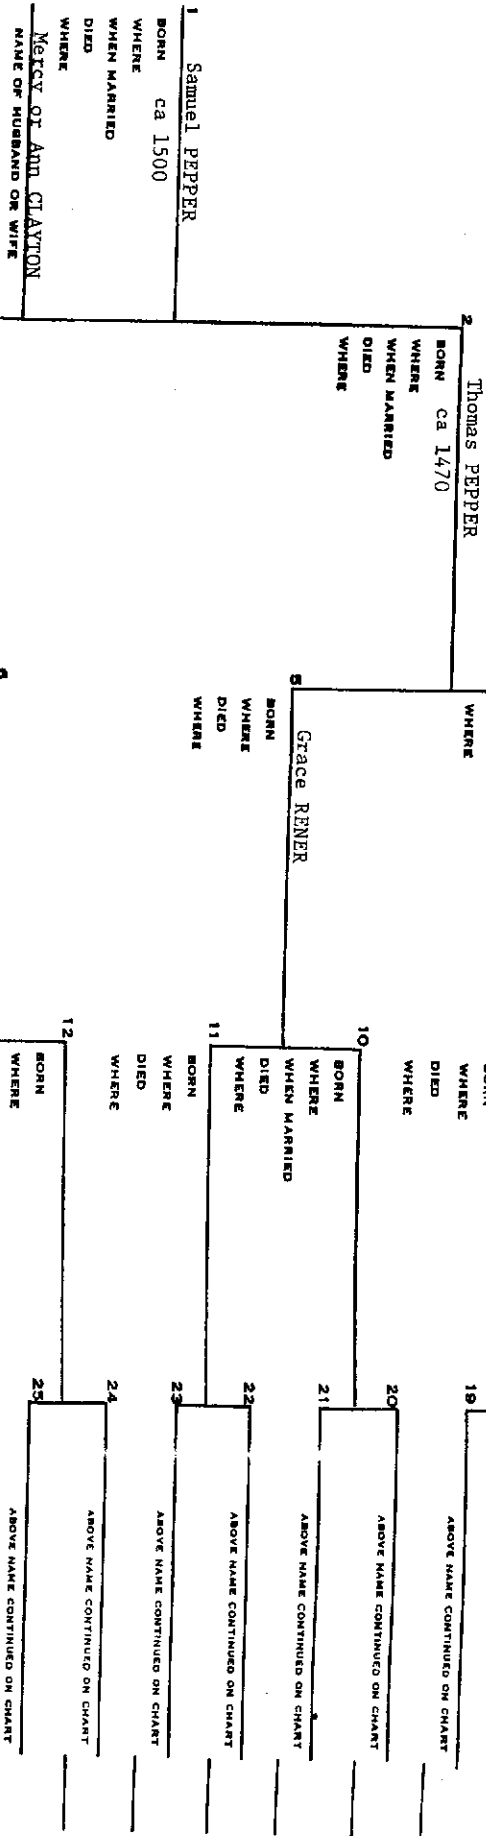 1
Samuel PEPPER
BORN ca 1500
WHERE
WHEN MARRIED
DIED
WHERE
Mercy or Ann CLAYTON
NAME OF HUSBAND OR WIFE
2
Thomas PEPPER
BORN ca 1470
WHERE
WHEN MARRIED
DIED
WHERE
WHERE
5
Grace RENER
BORN
WHERE
DIED
WHERE
6
BORN
WHERE
DIED
WHERE
10
BORN
WHERE
WHEN MARRIED
DIED
WHERE
11
BORN
WHERE
DIED
WHERE
12
BORN
WHERE
19
ABOVE NAME CONTINUED ON CHART
20
ABOVE NAME CONTINUED ON CHART
21
ABOVE NAME CONTINUED ON CHART
22
ABOVE NAME CONTINUED ON CHART
23
ABOVE NAME CONTINUED ON CHART
24
ABOVE NAME CONTINUED ON CHART
25
ABOVE NAME CONTINUED ON CHART